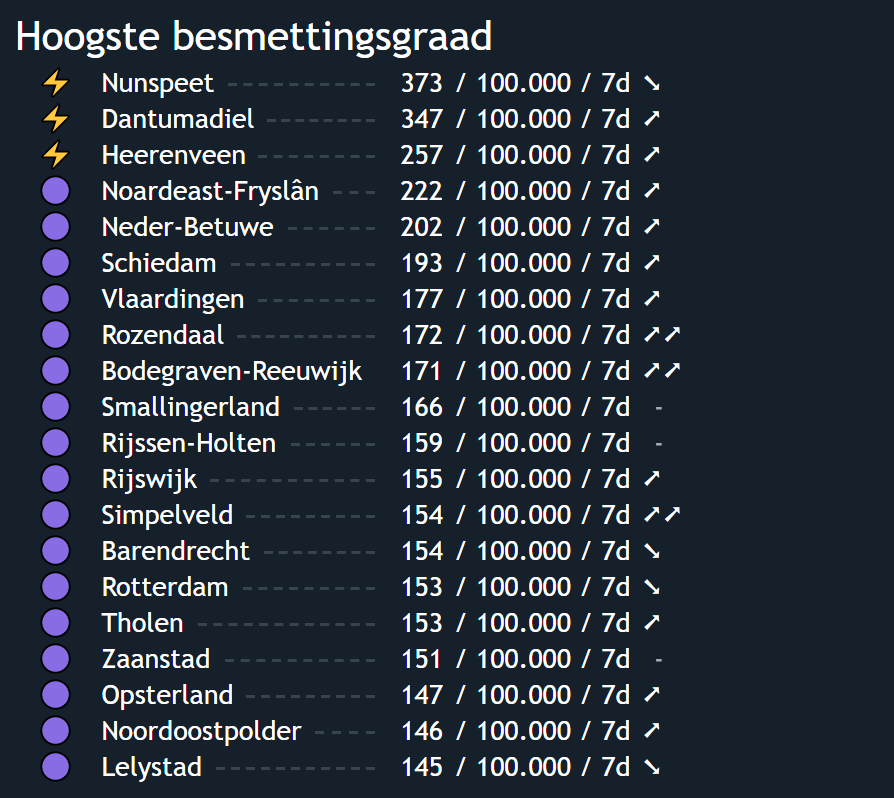 Hoogste besmettingsgraad
⚡ Nunspeet ----------- 373 / 100.000 / 7d ➘
⚡ Dantumadiel -------- 347 / 100.000 / 7d ➚
⚡ Heerenveen --------- 257 / 100.000 / 7d ➚
🟣 Noardeast-Fryslân --- 222 / 100.000 / 7d ➚
🟣 Neder-Betuwe ------- 202 / 100.000 / 7d ➚
🟣 Schiedam ----------- 193 / 100.000 / 7d ➚
🟣 Vlaardingen --------- 177 / 100.000 / 7d ➚
🟣 Rozendaal ---------- 172 / 100.000 / 7d ➚➚
🟣 Bodegraven-Reeuwijk 171 / 100.000 / 7d ➚➚
🟣 Smallingerland ------ 166 / 100.000 / 7d -
🟣 Rijssen-Holten ------ 159 / 100.000 / 7d -
🟣 Rijswijk ------------ 155 / 100.000 / 7d ➚
🟣 Simpelveld ---------- 154 / 100.000 / 7d ➚➚
🟣 Barendrecht -------- 154 / 100.000 / 7d ➘
🟣 Rotterdam ---------- 153 / 100.000 / 7d ➘
🟣 Tholen ------------- 153 / 100.000 / 7d ➚
🟣 Zaanstad ----------- 151 / 100.000 / 7d -
🟣 Opsterland ---------- 147 / 100.000 / 7d ➚
🟣 Noordoostpolder ---- 146 / 100.000 / 7d ➚
🟣 Lelystad ------------ 145 / 100.000 / 7d ➘